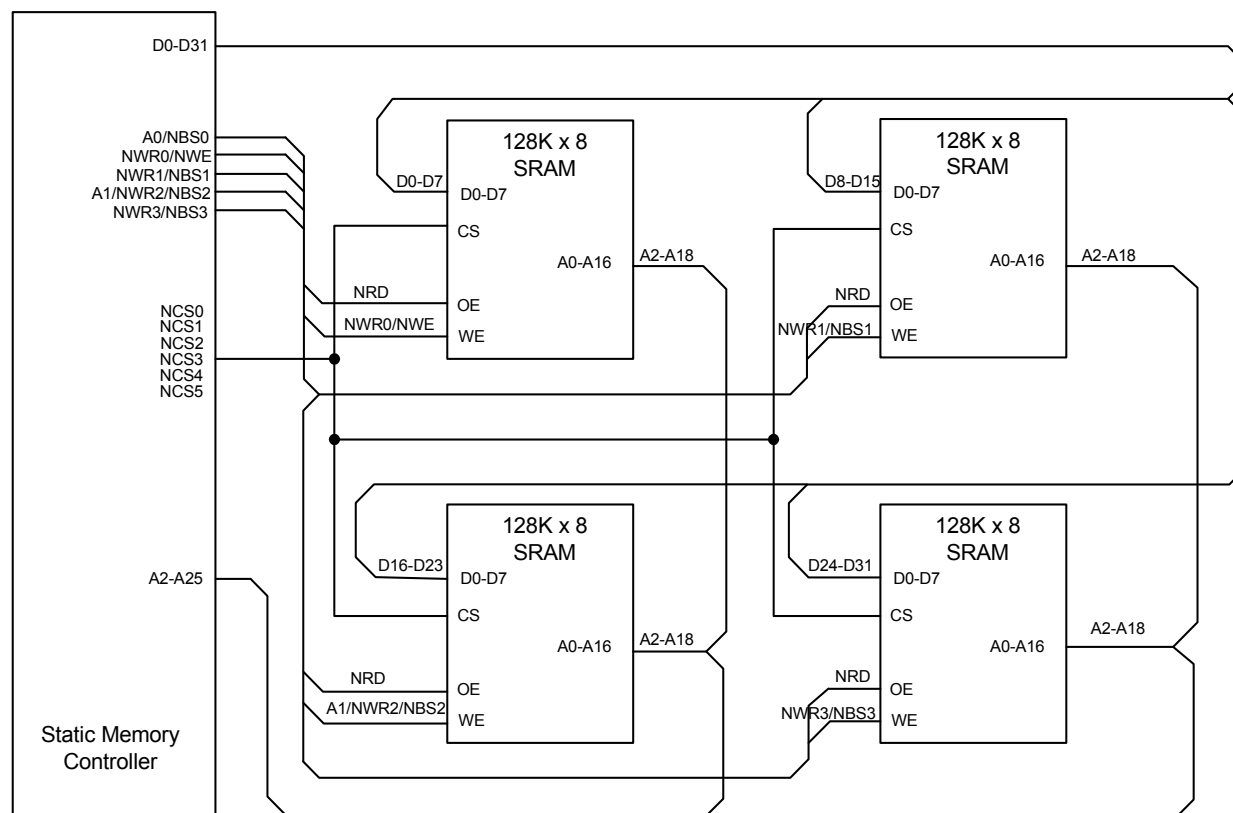 D0-D31
A0/NBS0
NWR0/NWE
NWR1/NBS1
A1/NWR2/NBS2
NWR3/NBS3
NCS0
NCS1
NCS2
NCS3
NCS4
NCS5
A2-A25
Static Memory
Controller
128K x 8
SRAM
D0-D7
D0-D7
CS
A0-A16
A2-A18
NRD
OE
NWR0/NWE
WE
128K x 8
SRAM
D8-D15
D0-D7
CS
A0-A16
A2-A18
NRD
OE
NWR1/NBS1
WE
128K x 8
SRAM
D16-D23
D0-D7
CS
A0-A16
A2-A18
NRD
OE
A1/NWR2/NBS2
WE
128K x 8
SRAM
D24-D31
D0-D7
CS
A0-A16
A2-A18
NRD
OE
NWR3/NBS3
WE